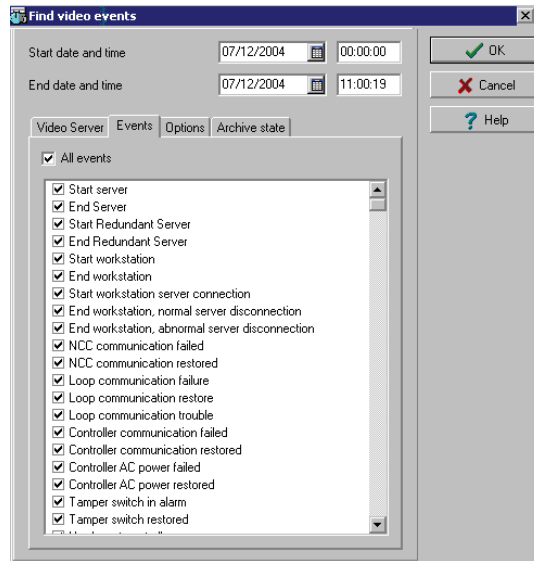 Find video events
Start date and time 07/12/2004 00:00:00
End date and time 07/12/2004 11:00:19
OK
Cancel
Help
Video Server Events Options Archive state
All events
Start server
End Server
Start Redundant Server
End Redundant Server
Start workstation
End workstation
Start workstation server connection
End workstation, normal server disconnection
End workstation, abnormal server disconnection
NCC communication failed
NCC communication restored
Loop communication failure
Loop communication restore
Loop communication trouble
Controller communication failed
Controller communication restored
Controller AC power failed
Controller AC power restored
Tamper switch in alarm
Tamper switch restored